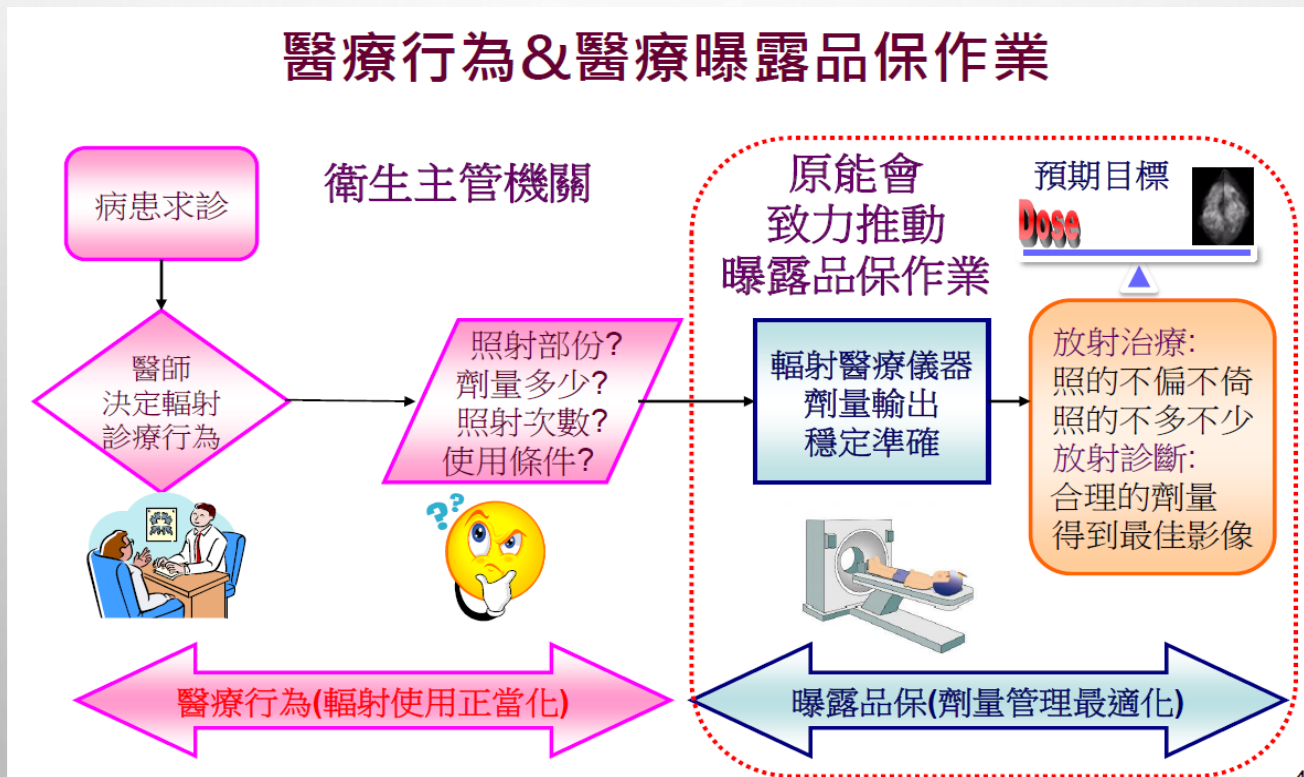 醫療行為&醫療曝露品保作業
病患求診
衛生主管機關
原能會
致力推動
曝露品保作業
預期目標
Dose
醫師
決定輻射
診療行為
照射部份?
劑量多少?
照射次數?
使用條件?
輻射醫療儀器
劑量輸出
穩定準確
放射治療:
照的不偏不倚
照的不多不少
放射診斷:
合理的劑量
得到最佳影像
??
醫療行為(輻射使用正當化)
曝露品保(劑量管理最適化)